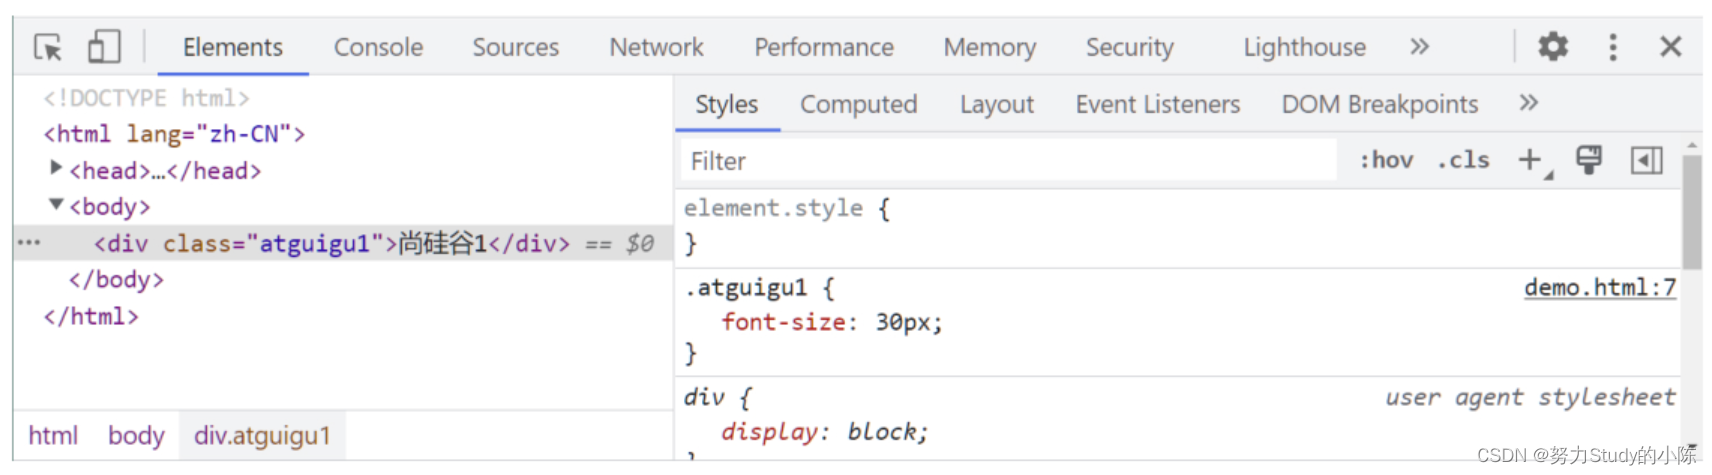 Elements Console Sources Network Performance Memory Security Lighthouse »
<!DOCTYPE html>
<html lang="zh-CN">
<head>…</head>
<body>
<div class="atguigu1">尚硅谷1</div> == $0
</body>
</html>
html body div.atguigu1
Styles Computed Layout Event Listeners DOM Breakpoints »
Filter :hov .cls +
element.style {
}
.atguigu1 { demo.html:7
font-size: 30px;
}
div { user agent stylesheet
display: block;
CSDN @努力Study的小陈